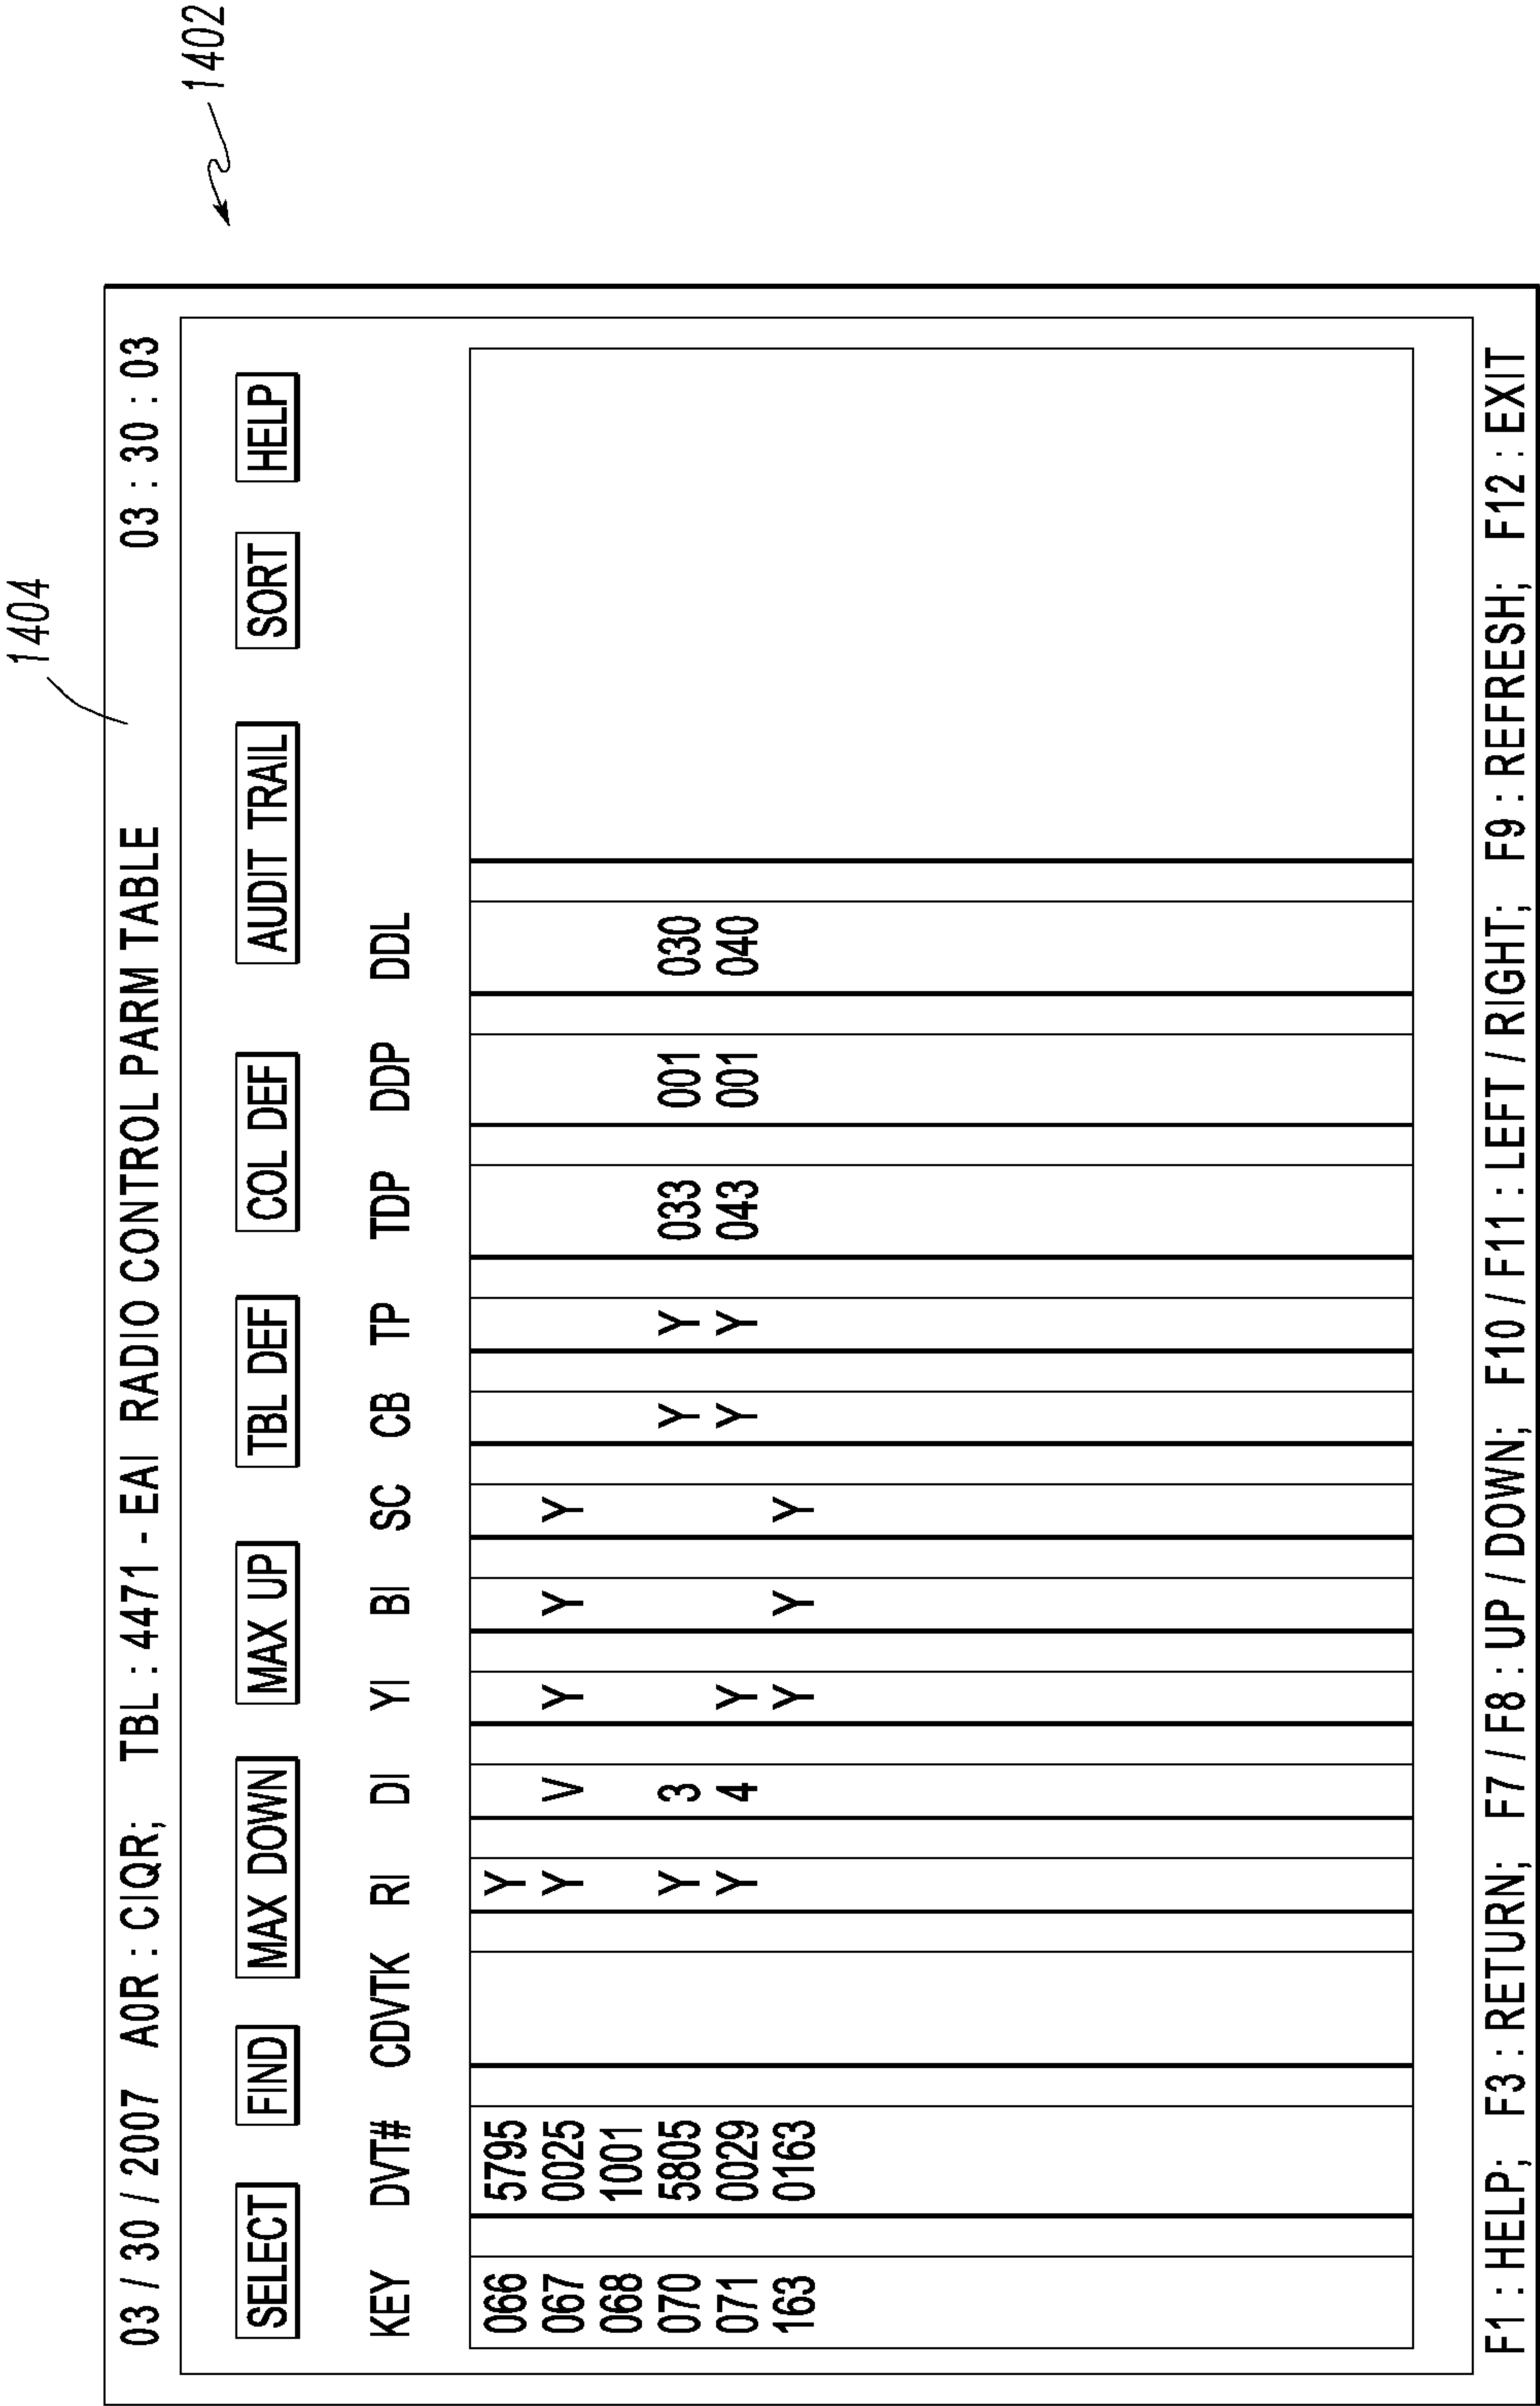 1402
1404
03 / 30 / 2007 A0R : CIQR; TBL : 4471 - EAI RADIO CONTROL PARM TABLE 03 : 30 : 03
SELECT FIND MAX DOWN MAX UP TBL DEF COL DEF AUDIT TRAIL SORT HELP
KEY DVT# CDVTK RI DI YI BI SC CB TP TDP DDP DDL
066 5795 Y
067 0025 Y V Y Y Y
068 1001
070 5805 Y 3 Y Y 033 001 030
071 0029 Y 4 Y Y Y 043 001 040
163 0163 Y Y Y
F1 : HELP; F3 : RETURN; F7 / F8 : UP / DOWN; F10 / F11 : LEFT / RIGHT; F9 : REFRESH; F12 : EXIT